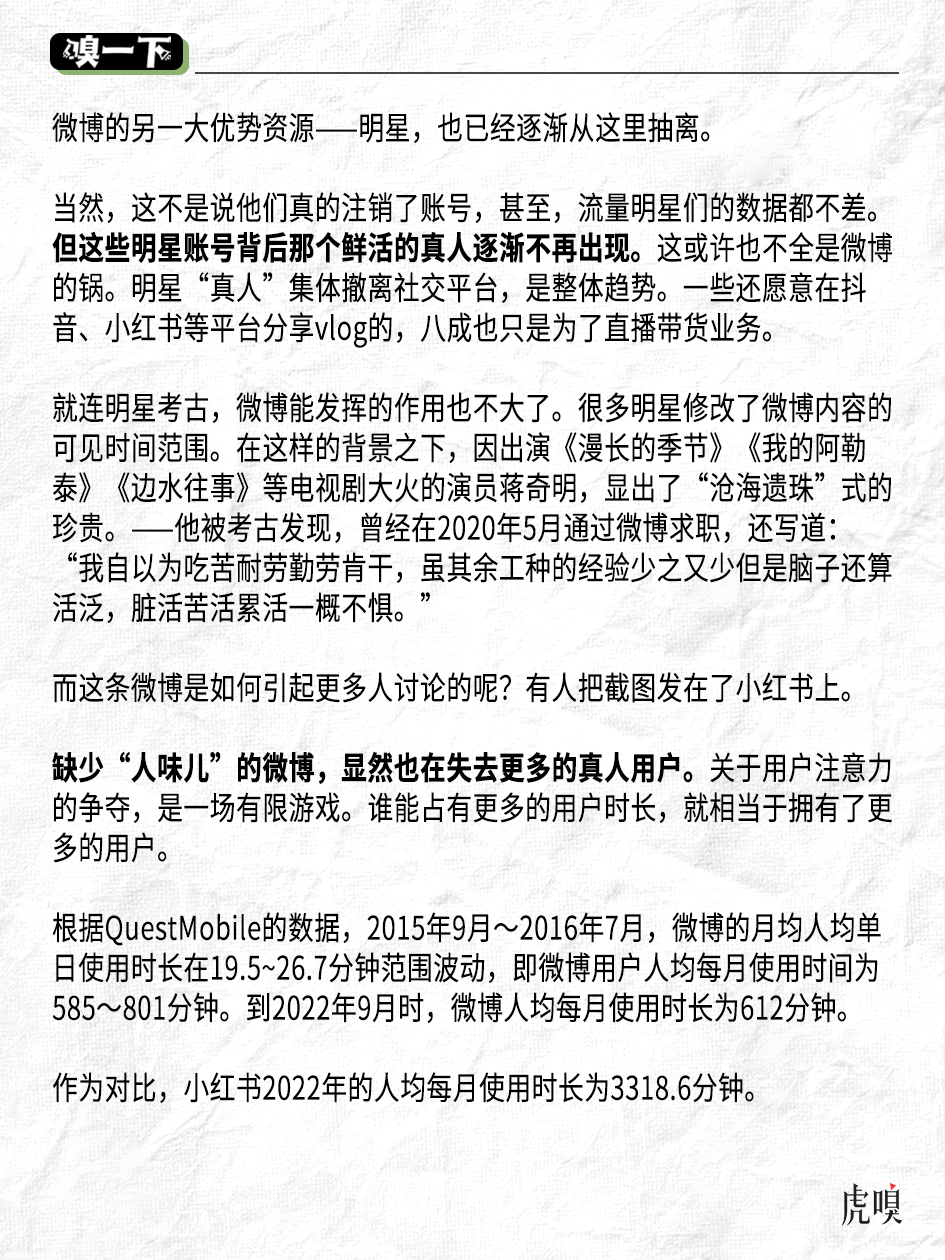 嗅一下
微博的另一大优势资源——明星，也已经逐渐从这里抽离。
当然，这不是说他们真的注销了账号，甚至，流量明星们的数据都不差。
但这些明星账号背后那个鲜活的真人逐渐不再出现。这或许也不全是微博
的锅。明星“真人”集体撤离社交平台，是整体趋势。一些还愿意在抖
音、小红书等平台分享vlog的，八成也只是为了直播带货业务。
就连明星考古，微博能发挥的作用也不大了。很多明星修改了微博内容的
可见时间范围。在这样的背景之下，因出演《漫长的季节》《我的阿勒
泰》《边水往事》等电视剧大火的演员蒋奇明，显出了“沧海遗珠”式的
珍贵。——他被考古发现，曾经在2020年5月通过微博求职，还写道：
“我自以为吃苦耐劳勤劳肯干，虽其余工种的经验少之又少但是脑子还算
活泛，脏活苦活累活一概不惧。”
而这条微博是如何引起更多人讨论的呢？有人把截图发在了小红书上。
缺少“人味儿”的微博，显然也在失去更多的真人用户。关于用户注意力
的争夺，是一场有限游戏。谁能占有更多的用户时长，就相当于拥有了更
多的用户。
根据QuestMobile的数据，2015年9月～2016年7月，微博的月均人均单
日使用时长在19.5~26.7分钟范围波动，即微博用户人均每月使用时间为
585～801分钟。到2022年9月时，微博人均每月使用时长为612分钟。
作为对比，小红书2022年的人均每月使用时长为3318.6分钟。
虎嗅